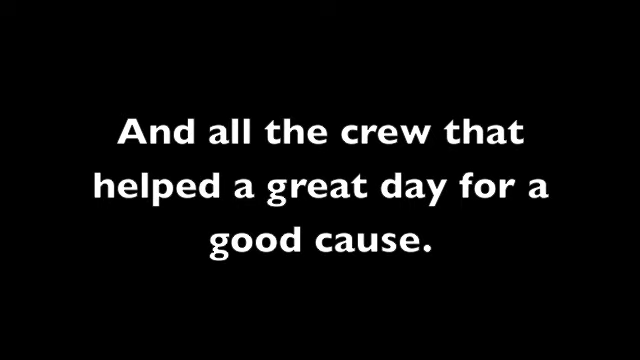 And all the crew that
helped a great day for a
good cause.